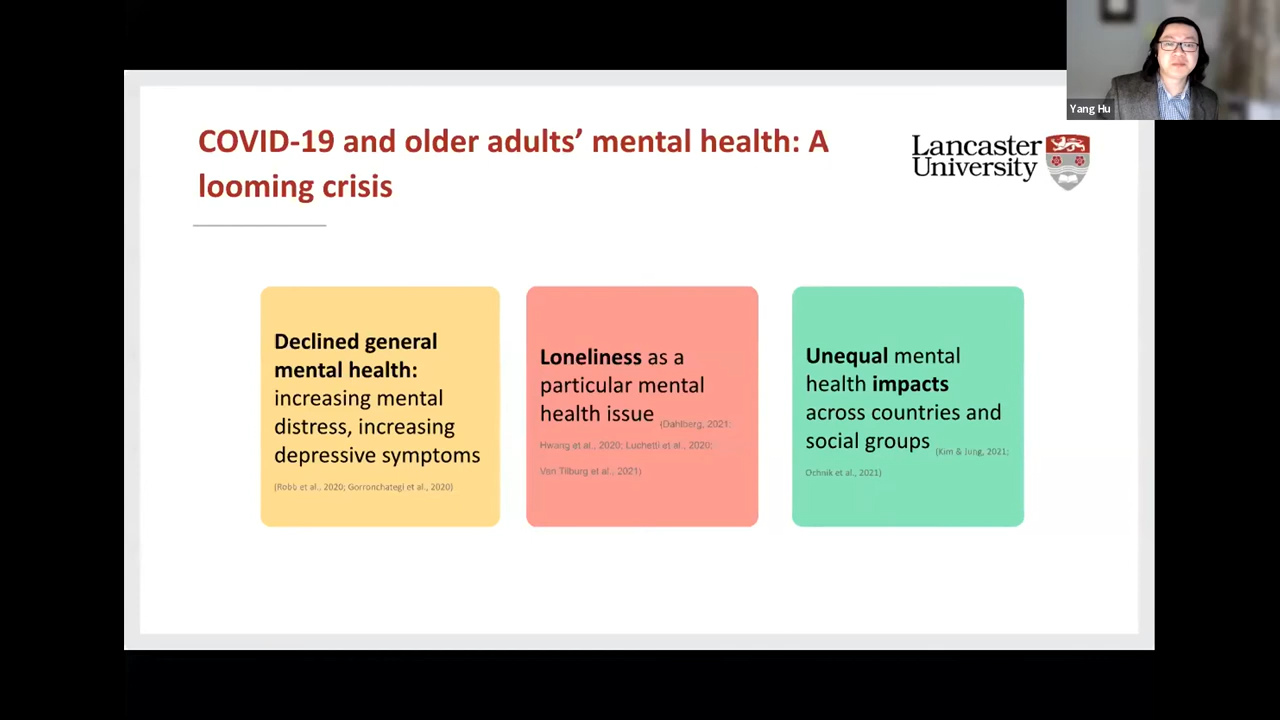 Yang Hu
COVID-19 and older adults’ mental health: A
looming crisis
Lancaster
University
Declined general
mental health:
increasing mental
distress, increasing
depressive symptoms
(Robb et al., 2020; Gorronchategi et al., 2020)
Loneliness as a
particular mental
health issue (Dahlberg, 2021;
Hwang et al., 2020; Luchetti et al., 2020;
Van Tilburg et al., 2021)
Unequal mental
health impacts
across countries and
social groups (Kim & Jung, 2021;
Ochnik et al., 2021)